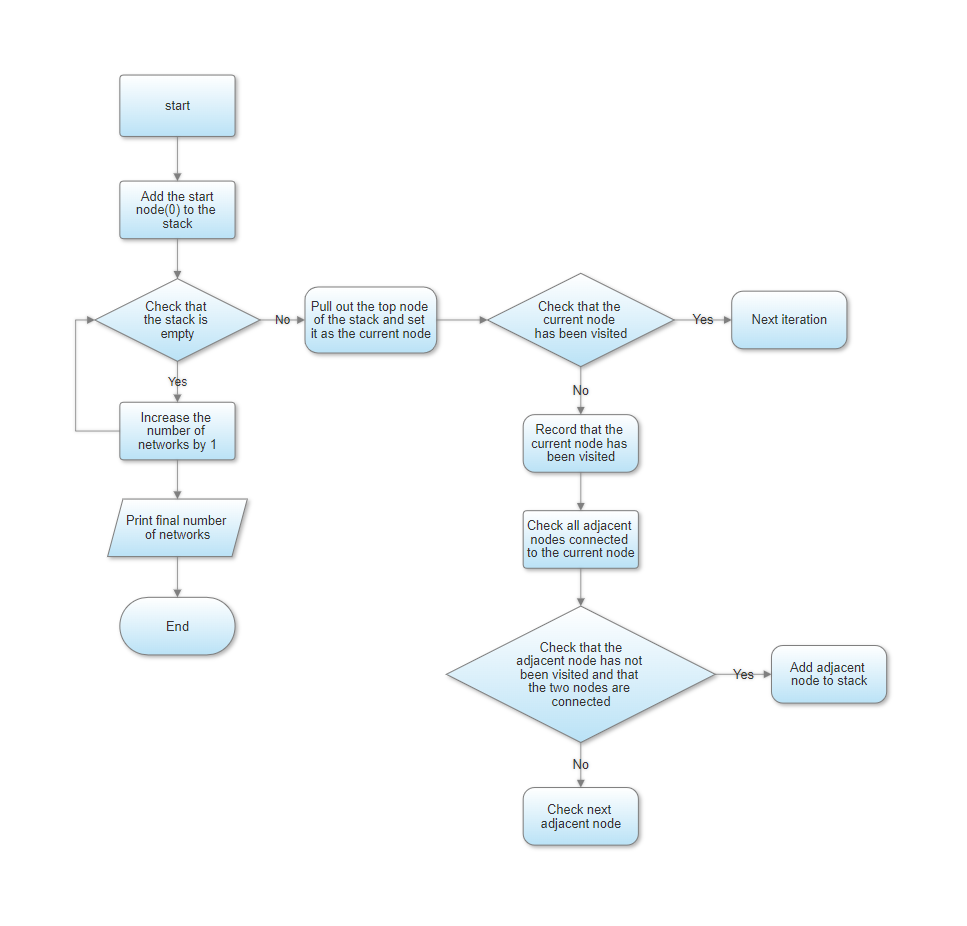 start
Add the start
node(0) to the
stack
Check that
the stack is
empty
No
Pull out the top node
of the stack and set
it as the current node
Check that the
current node
has been visited
Yes
Next iteration
Yes
Increase the
number of
networks by 1
No
Record that the
current node has
been visited
Print final number
of networks
Check all adjacent
nodes connected
to the current node
End
Check that the
adjacent node has not
been visited and that
the two nodes are
connected
Yes
Add adjacent
node to stack
No
Check next
adjacent node